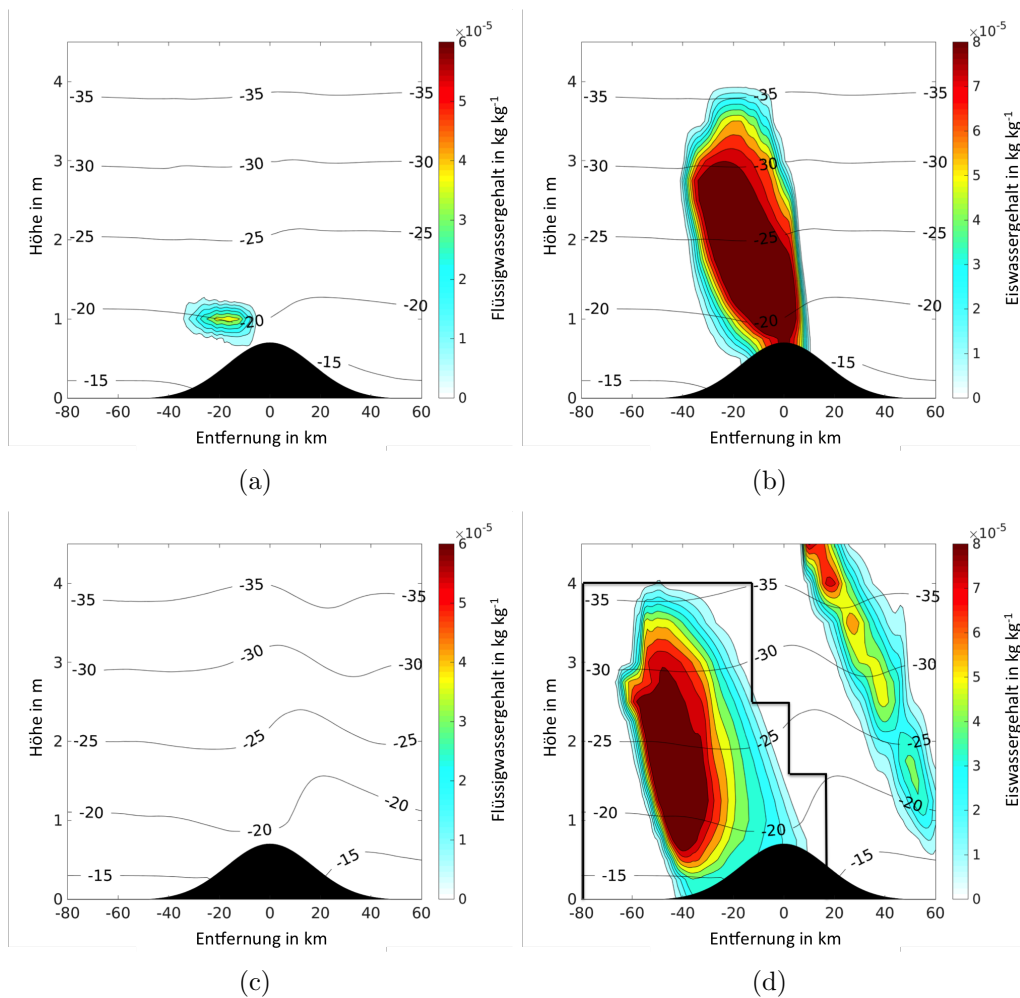 ×10⁻⁵
6
5
4
3
2
1
0
Flüssigwassergehalt in kg kg⁻¹
Höhe in m
4
3
2
1
0
-35 -35 -35
-30 -30 -30
-25 -25 -25
-20 -20 -20
-15 -15
-80 -60 -40 -20 0 20 40 60
Entfernung in km
(a)
×10⁻⁵
8
7
6
5
4
3
2
1
0
Eiswassergehalt in kg kg⁻¹
Höhe in m
4
3
2
1
0
-35 -35 -35
-30 -30 -30
-25 -25 -25
-20 -20 -20
-15 -15
-80 -60 -40 -20 0 20 40 60
Entfernung in km
(b)
×10⁻⁵
6
5
4
3
2
1
0
Flüssigwassergehalt in kg kg⁻¹
Höhe in m
4
3
2
1
0
-35 -35 -35
-30 -30 -30
-25 -25 -25
-20 -20 -20
-15 -15
-80 -60 -40 -20 0 20 40 60
Entfernung in km
(c)
×10⁻⁵
8
7
6
5
4
3
2
1
0
Eiswassergehalt in kg kg⁻¹
Höhe in m
4
3
2
1
0
-35 -35 -35
-30 -30 -30
-25 -25 -25
-20 -20 -20
-15 -15
-80 -60 -40 -20 0 20 40 60
Entfernung in km
(d)